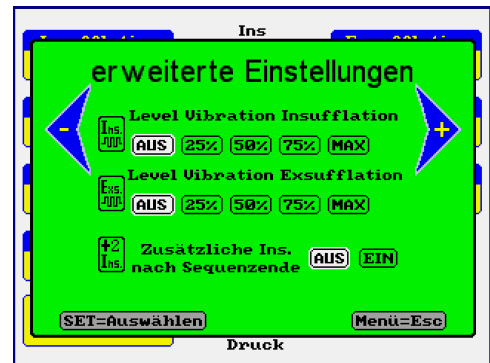 Ins
erweiterte Einstellungen
-
+
Ins.
Level Vibration Insufflation
AUS 25% 50% 75% MAX
Exs.
Level Vibration Exsufflation
AUS 25% 50% 75% MAX
+2
Ins.
Zusätzliche Ins.
nach Sequenzende
AUS EIN
SET=Auswählen
Menü=Esc
Druck